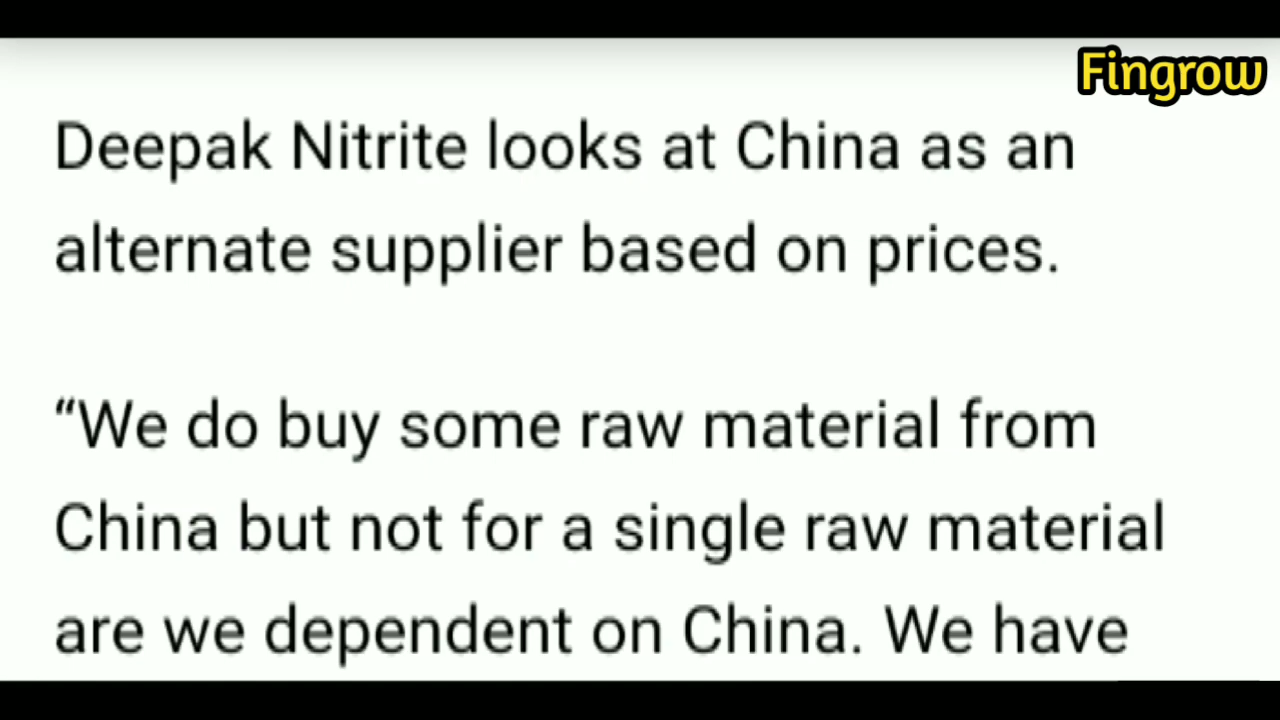 Fingrow
Deepak Nitrite looks at China as an
alternate supplier based on prices.
“We do buy some raw material from
China but not for a single raw material
are we dependent on China. We have